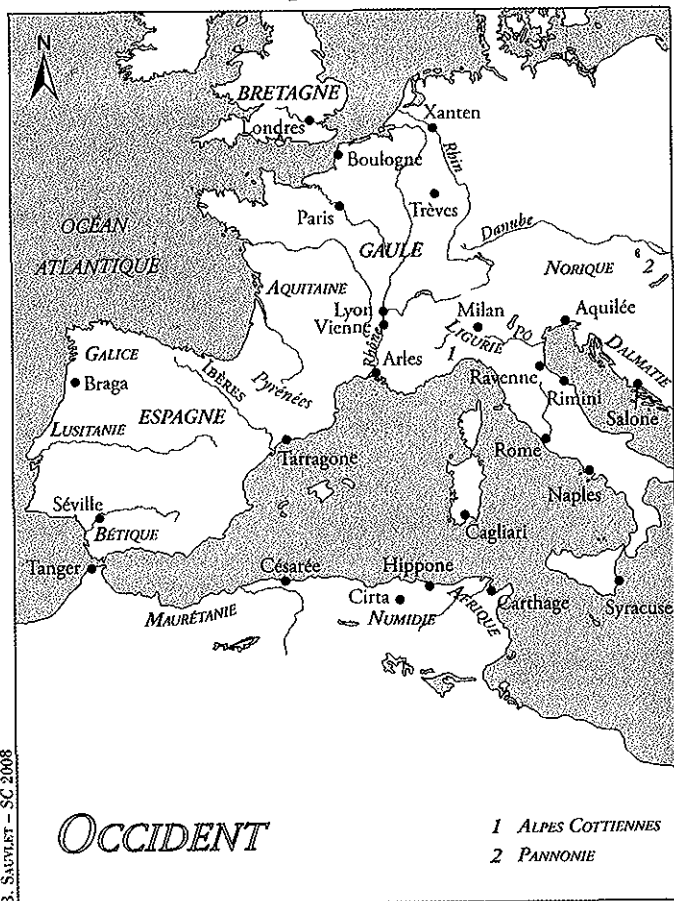 N
BRETAGNE
Londres
Xanten
Boulogne
Rhin
Paris
Trèves
OCÉAN
ATLANTIQUE
GAULE
Danube
NORIQUE
2
AQUITAINE
Lyon
Vienne
Milan
Aquilée
LIGURIE
Pô
DALMATIE
Rhône
1
GALICE
IBÈRES
Pyrénées
Arles
Ravenne
Rimini
Braga
ESPAGNE
Salone
LUSITANIE
Tarragone
Rome
Naples
Séville
BÉTIQUE
Cagliari
Tanger
Césarée
Hippone
Cirta
AFRIQUE
Carthage
Syracuse
MAURÉTANIE
NUMIDIE
B. SAUVLET – SC 2008
OCCIDENT
1 ALPES COTTIENNES
2 PANNONIE